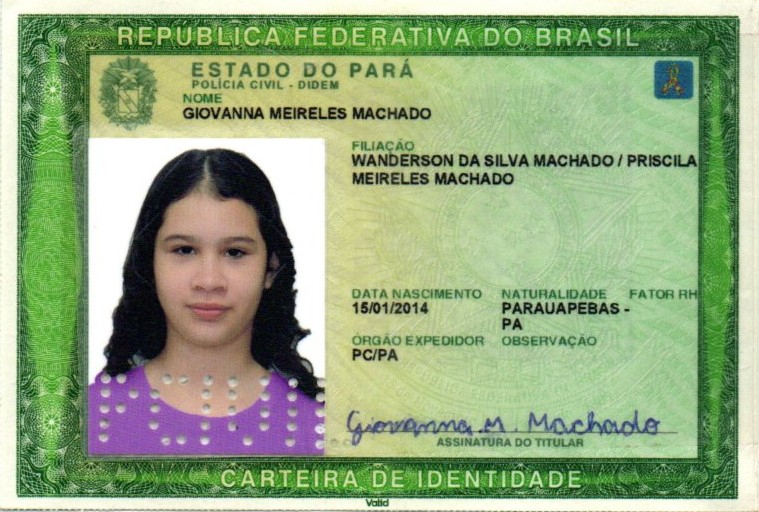 REPÚBLICA FEDERATIVA DO BRASIL
ESTADO DO PARÁ
POLÍCIA CIVIL - DIDEM
NOME
GIOVANNA MEIRELES MACHADO
FILIAÇÃO
WANDERSON DA SILVA MACHADO / PRISCILA
MEIRELES MACHADO
DATA NASCIMENTO NATURALIDADE FATOR RH
15/01/2014 PARAUAPEBAS -
PA
ÓRGÃO EXPEDIDOR OBSERVAÇÃO
PC/PA
Giovanna M. Machado
ASSINATURA DO TITULAR
CARTEIRA DE IDENTIDADE
Valid